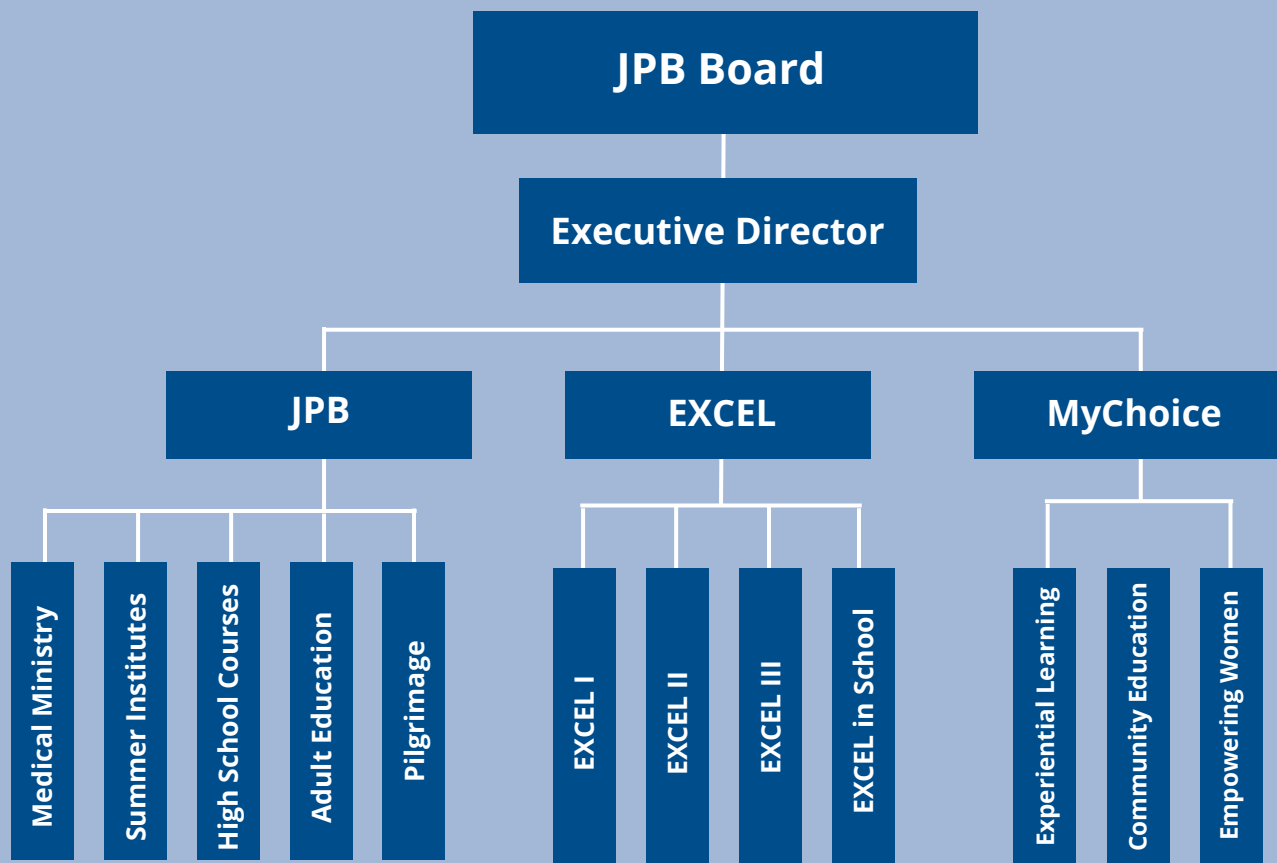 JPB Board
Executive Director
JPB
EXCEL
MyChoice
Medical Ministry
Summer Institutes
High School Courses
Adult Education
Pilgrimage
EXCEL I
EXCEL II
EXCEL III
EXCEL in School
Experiential Learning
Community Education
Empowering Women